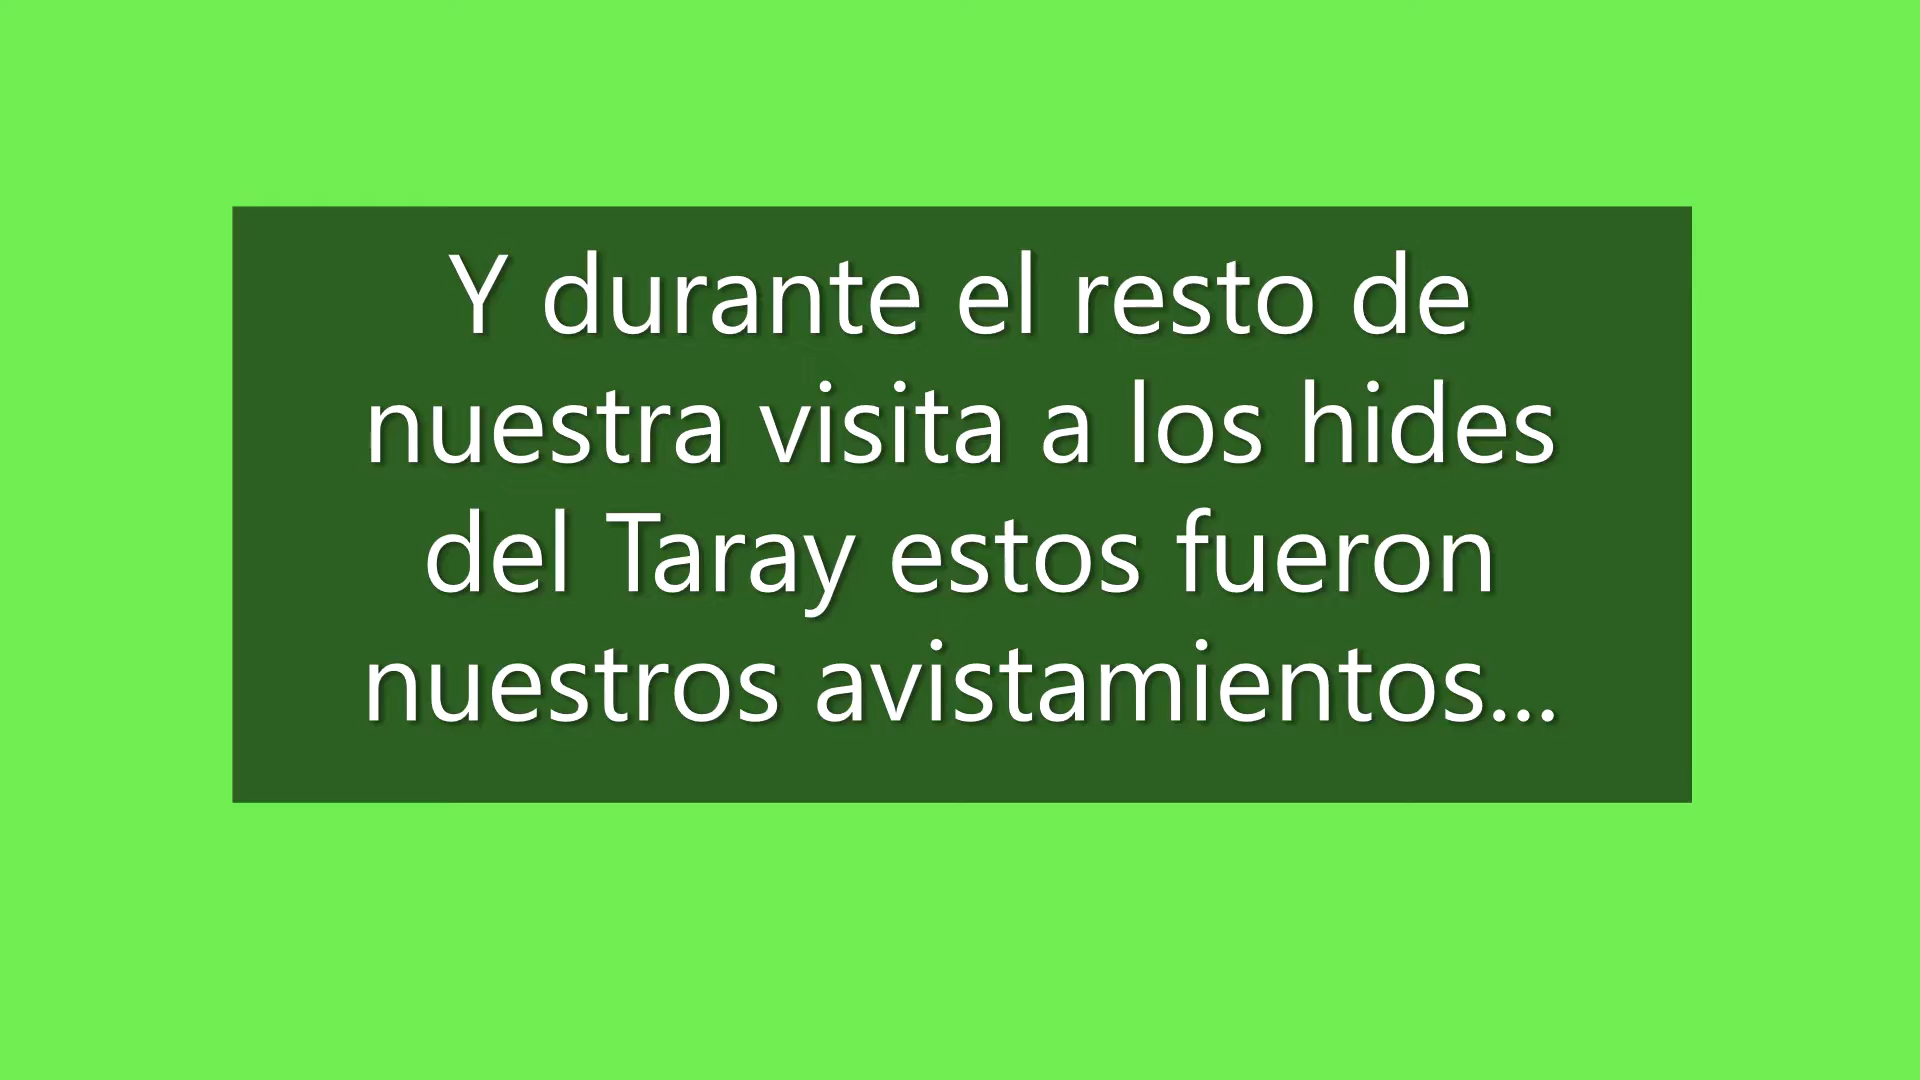 Y durante el resto de
nuestra visita a los hides
del Taray estos fueron
nuestros avistamientos...